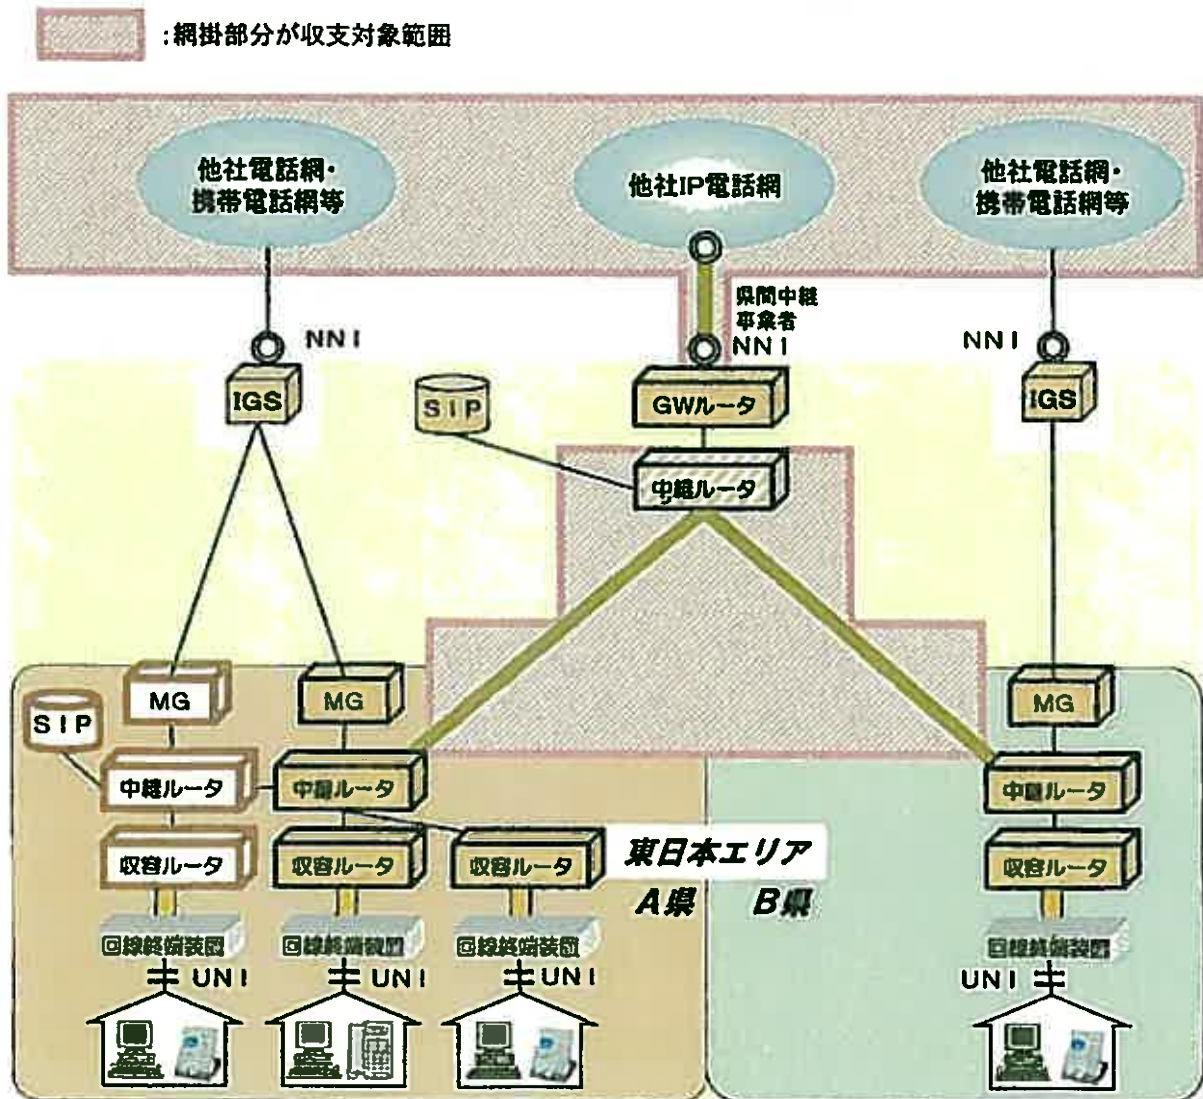 :網掛部分が収支対象範囲
他社電話網・
携帯電話網等
他社IP電話網
他社電話網・
携帯電話網等
県間中継
事業者
NNI
NNI
NNI
IGS
SIP
GWルータ
IGS
中継ルータ
MG
MG
MG
SIP
中継ルータ
中継ルータ
中継ルータ
収容ルータ
収容ルータ
収容ルータ
東日本エリア
収容ルータ
A県
B県
回線終端装置
回線終端装置
回線終端装置
回線終端装置
UNI
UNI
UNI
UNI